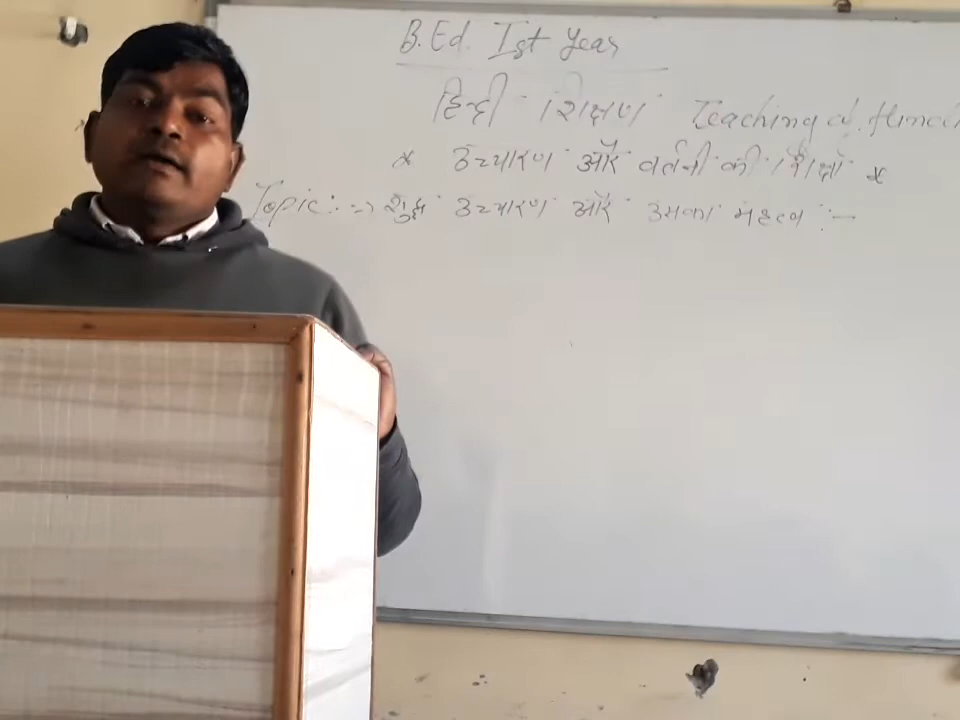 B.Ed. Ist Year
हिन्दी शिक्षण Teaching of Hindi
* उच्चारण और वर्तनी की शिक्षा *
Topic :=> शुद्ध उच्चारण और उसका महत्व :-